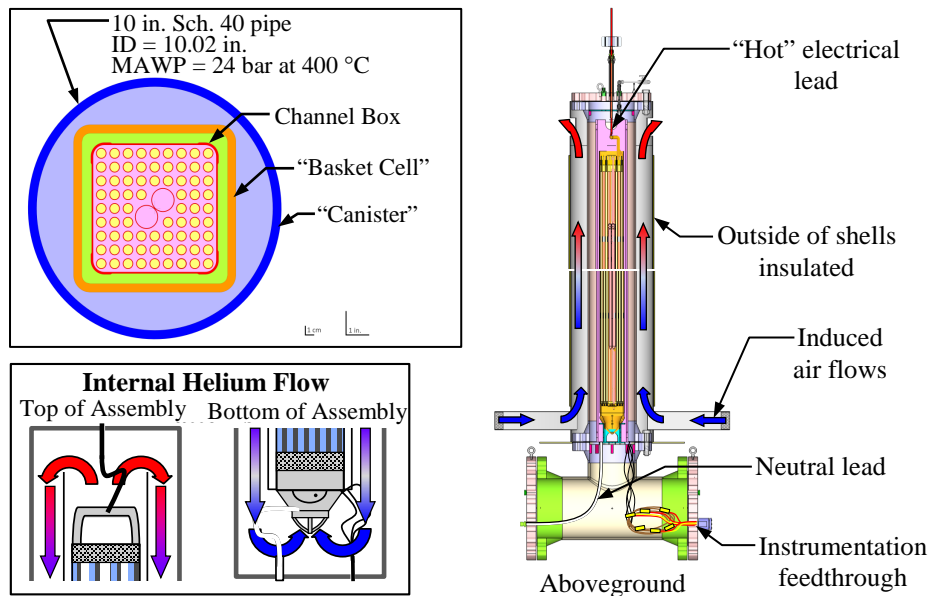 10 in. Sch. 40 pipe
ID = 10.02 in.
MAWP = 24 bar at 400 °C
Channel Box
“Basket Cell”
“Canister”
1 cm
1 in.
Internal Helium Flow
Top of Assembly
Bottom of Assembly
“Hot” electrical
lead
Outside of shells
insulated
Induced
air flows
Neutral lead
Instrumentation
feedthrough
Aboveground